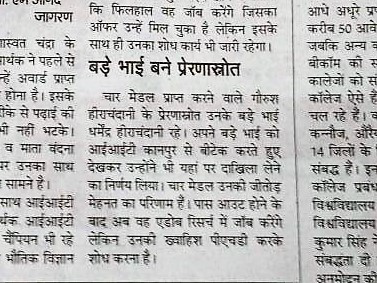 जागरण
स्वत चंद्रा के
र्थक ने पहले से
हें अवार्ड प्राप्त
होना है। इसके
के से पढ़ाई की
भी नहीं भटके।
व माता वंदना
पर उनका साथ
सामने है।
साथ आईआईटी
र्थक आईआईटी
चैंपियन भी रहे
भौतिक विज्ञान
कि फिलहाल वह जॉब करेंगे जिसका
ऑफर उन्हें मिल चुका है लेकिन इसके
साथ ही उनका शोध कार्य भी जारी रहेगा।
बड़े भाई बने प्रेरणास्रोत
चार मेडल प्राप्त करने वाले गौरुश
हीराचंदानी के प्रेरणास्रोत उनके बड़े भाई
धर्मेंद्र हीरचंदानी रहे। अपने बड़े भाई को
आईआईटी कानपुर से बीटेक करते हुए
देखकर उन्होंने भी यहां पर दाखिला लेने
का निर्णय लिया। चार मेडल उनकी जीतोड़
मेहनत का परिणाम है। पास आउट होने के
बाद अब वह एडोब रिसर्च में जॉब करेंगे
लेकिन उनकी ख्वाहिश पीएचडी करके
शोध करना है।
आधे अधूरे प्र
करीब 50 आवे
जबकि अन्य क
बीकॉम की स
कालेजों को सं
कॉलेज ऐसे हैं
चल रहे हैं। क
कन्नौज, औरै
14 जिलों के
संबद्ध हैं। इन
कॉलेज प्रबंध
विश्वविद्यालय
विश्वविद्यालय
कुमार सिंह ने
संबद्धता दी
अनुमोदन की